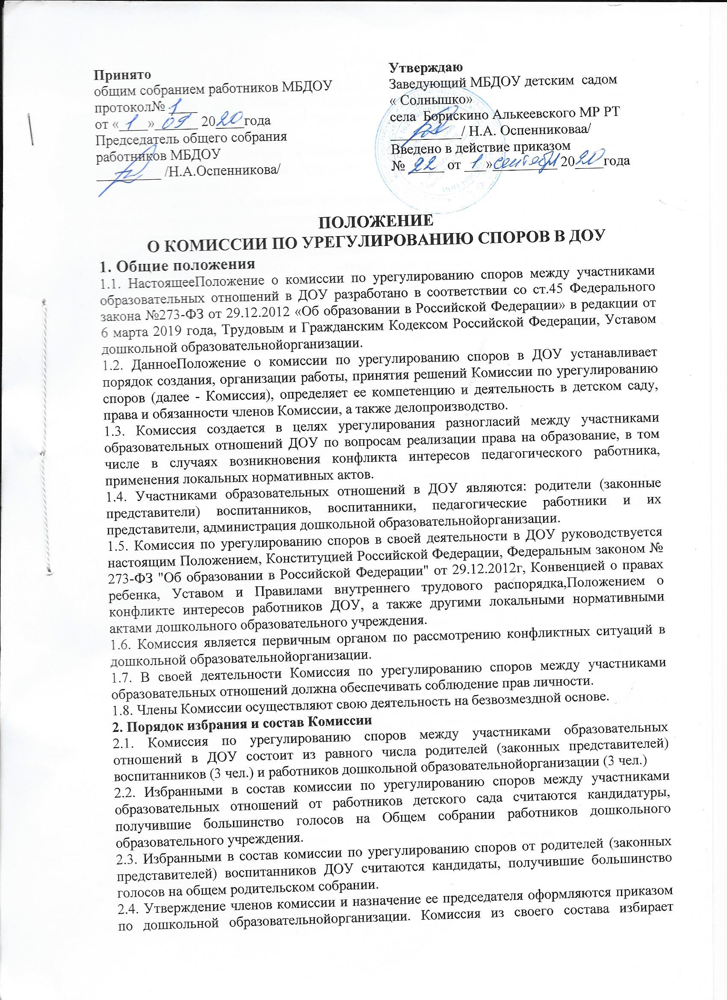 Принято
общим собранием работников МБДОУ
протокол№ 1
от «1» 09 2020года
Председатель общего собрания
работников МБДОУ
/Н.А.Оспенникова/
Утверждаю
Заведующий МБДОУ детским садом
« Солнышко»
села Борискино Алькеевского МР РТ
/ Н.А. Оспенниковаа/
Введено в действие приказом
№ 22 от 1» сентября 2020года
ПОЛОЖЕНИЕ
О КОМИССИИ ПО УРЕГУЛИРОВАНИЮ СПОРОВ В ДОУ
1. Общие положения
1.1. НастоящееПоложение о комиссии по урегулированию споров между участниками
образовательных отношений в ДОУ разработано в соответствии со ст.45 Федерального
закона №273-ФЗ от 29.12.2012 «Об образовании в Российской Федерации» в редакции от
6 марта 2019 года, Трудовым и Гражданским Кодексом Российской Федерации, Уставом
дошкольной образовательнойорганизации.
1.2. ДанноеПоложение о комиссии по урегулированию споров в ДОУ устанавливает
порядок создания, организации работы, принятия решений Комиссии по урегулированию
споров (далее - Комиссия), определяет ее компетенцию и деятельность в детском саду,
права и обязанности членов Комиссии, а также делопроизводство.
1.3. Комиссия создается в целях урегулирования разногласий между участниками
образовательных отношений ДОУ по вопросам реализации права на образование, в том
числе в случаях возникновения конфликта интересов педагогического работника,
применения локальных нормативных актов.
1.4. Участниками образовательных отношений в ДОУ являются: родители (законные
представители) воспитанников, воспитанники, педагогические работники и их
представители, администрация дошкольной образовательнойорганизации.
1.5. Комиссия по урегулированию споров в своей деятельности в ДОУ руководствуется
настоящим Положением, Конституцией Российской Федерации, Федеральным законом №
273-ФЗ "Об образовании в Российской Федерации" от 29.12.2012г, Конвенцией о правах
ребенка, Уставом и Правилами внутреннего трудового распорядка,Положением о
конфликте интересов работников ДОУ, а также другими локальными нормативными
актами дошкольного образовательного учреждения.
1.6. Комиссия является первичным органом по рассмотрению конфликтных ситуаций в
дошкольной образовательнойорганизации.
1.7. В своей деятельности Комиссия по урегулированию споров между участниками
образовательных отношений должна обеспечивать соблюдение прав личности.
1.8. Члены Комиссии осуществляют свою деятельность на безвозмездной основе.
2. Порядок избрания и состав Комиссии
2.1. Комиссия по урегулированию споров между участниками образовательных
отношений в ДОУ состоит из равного числа родителей (законных представителей)
воспитанников (3 чел.) и работников дошкольной образовательнойорганизации (3 чел.)
2.2. Избранными в состав комиссии по урегулированию споров между участниками
образовательных отношений от работников детского сада считаются кандидатуры,
получившие большинство голосов на Общем собрании работников дошкольного
образовательного учреждения.
2.3. Избранными в состав комиссии по урегулированию споров от родителей (законных
представителей) воспитанников ДОУ считаются кандидаты, получившие большинство
голосов на общем родительском собрании.
2.4. Утверждение членов комиссии и назначение ее председателя оформляются приказом
по дошкольной образовательнойорганизации. Комиссия из своего состава избирает